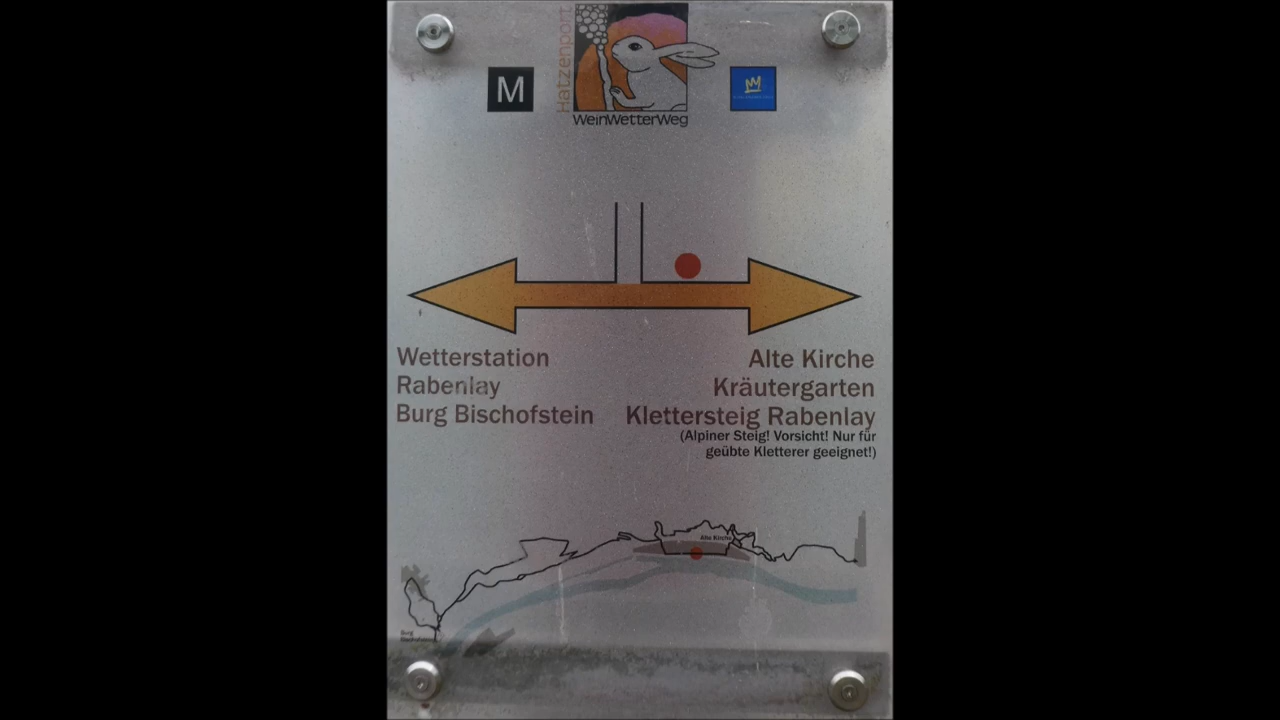 Hatzenport
M
WeinWetterWeg
Wetterstation
Rabenlay
Burg Bischofstein
Alte Kirche
Kräutergarten
Klettersteig Rabenlay
(Alpiner Steig! Vorsicht! Nur für
geübte Kletterer geeignet!)
Alte Kirche
Burg